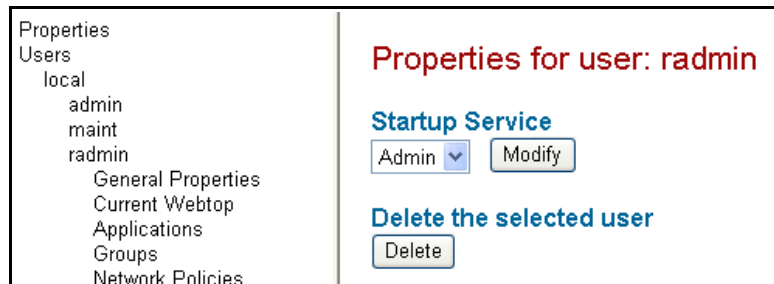 Properties
Users
local
admin
maint
radmin
General Properties
Current Webtop
Applications
Groups
Network Policies
Properties for user: radmin
Startup Service
Admin
Modify
Delete the selected user
Delete